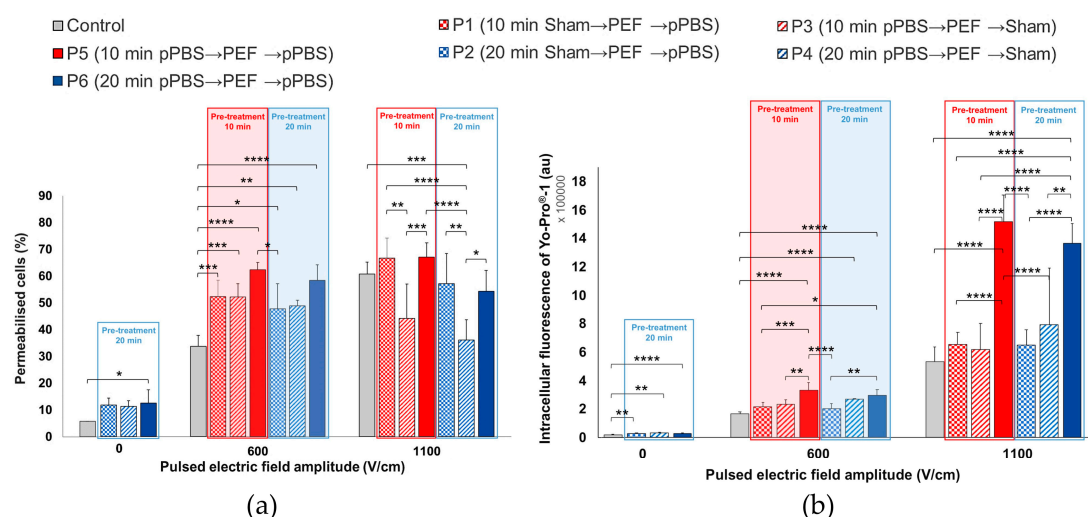 Control
P5 (10 min pPBS→PEF →pPBS)
P6 (20 min pPBS→PEF →pPBS)
P1 (10 min Sham→PEF →pPBS)
P2 (20 min Sham→PEF →pPBS)
P3 (10 min pPBS→PEF →Sham)
P4 (20 min pPBS→PEF →Sham)
Permeabilised cells (%)
90
80
70
60
50
40
30
20
10
0
Pre-treatment
20 min
*
0
Pre-treatment
10 min
Pre-treatment
20 min
****
**
*
****
***
*
***
600
Pre-treatment
10 min
Pre-treatment
20 min
***
****
**
****
***
**
*
1100
Pulsed electric field amplitude (V/cm)
(a)
Intracellular fluorescence of Yo-Pro®-1 (au)
x 100000
18
16
14
12
10
8
6
4
2
0
Pre-treatment
20 min
****
**
**
0
Pre-treatment
10 min
Pre-treatment
20 min
****
****
****
*
***
****
**
**
600
Pre-treatment
10 min
Pre-treatment
20 min
****
****
****
****
**
****
****
****
****
****
1100
Pulsed electric field amplitude (V/cm)
(b)